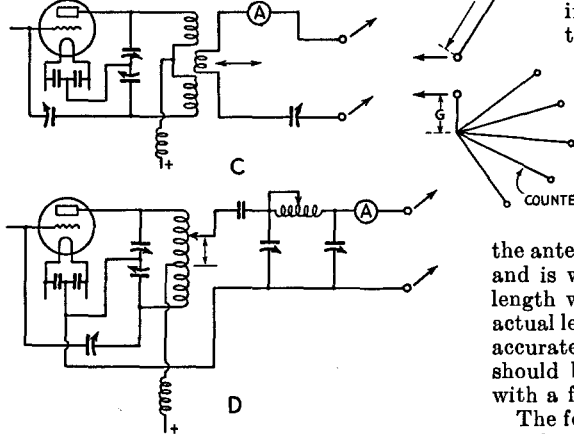 A
+
C
A
+
D
G
COUNTE
i
t
the ante
and is v
length w
actual le
accurate
should b
with a f
The fo